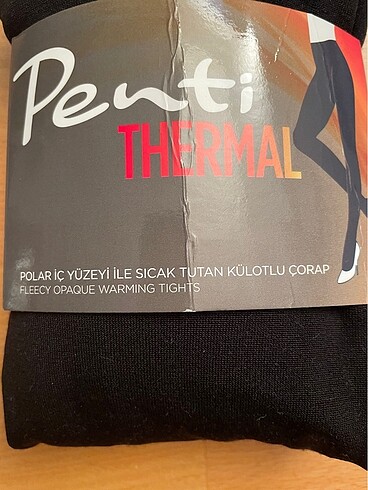 Penti
THERMAL
POLAR İÇ YÜZEYİ İLE SICAK TUTAN KÜLOTLU ÇORAP
FLEECY OPAQUE WARMING TIGHTS